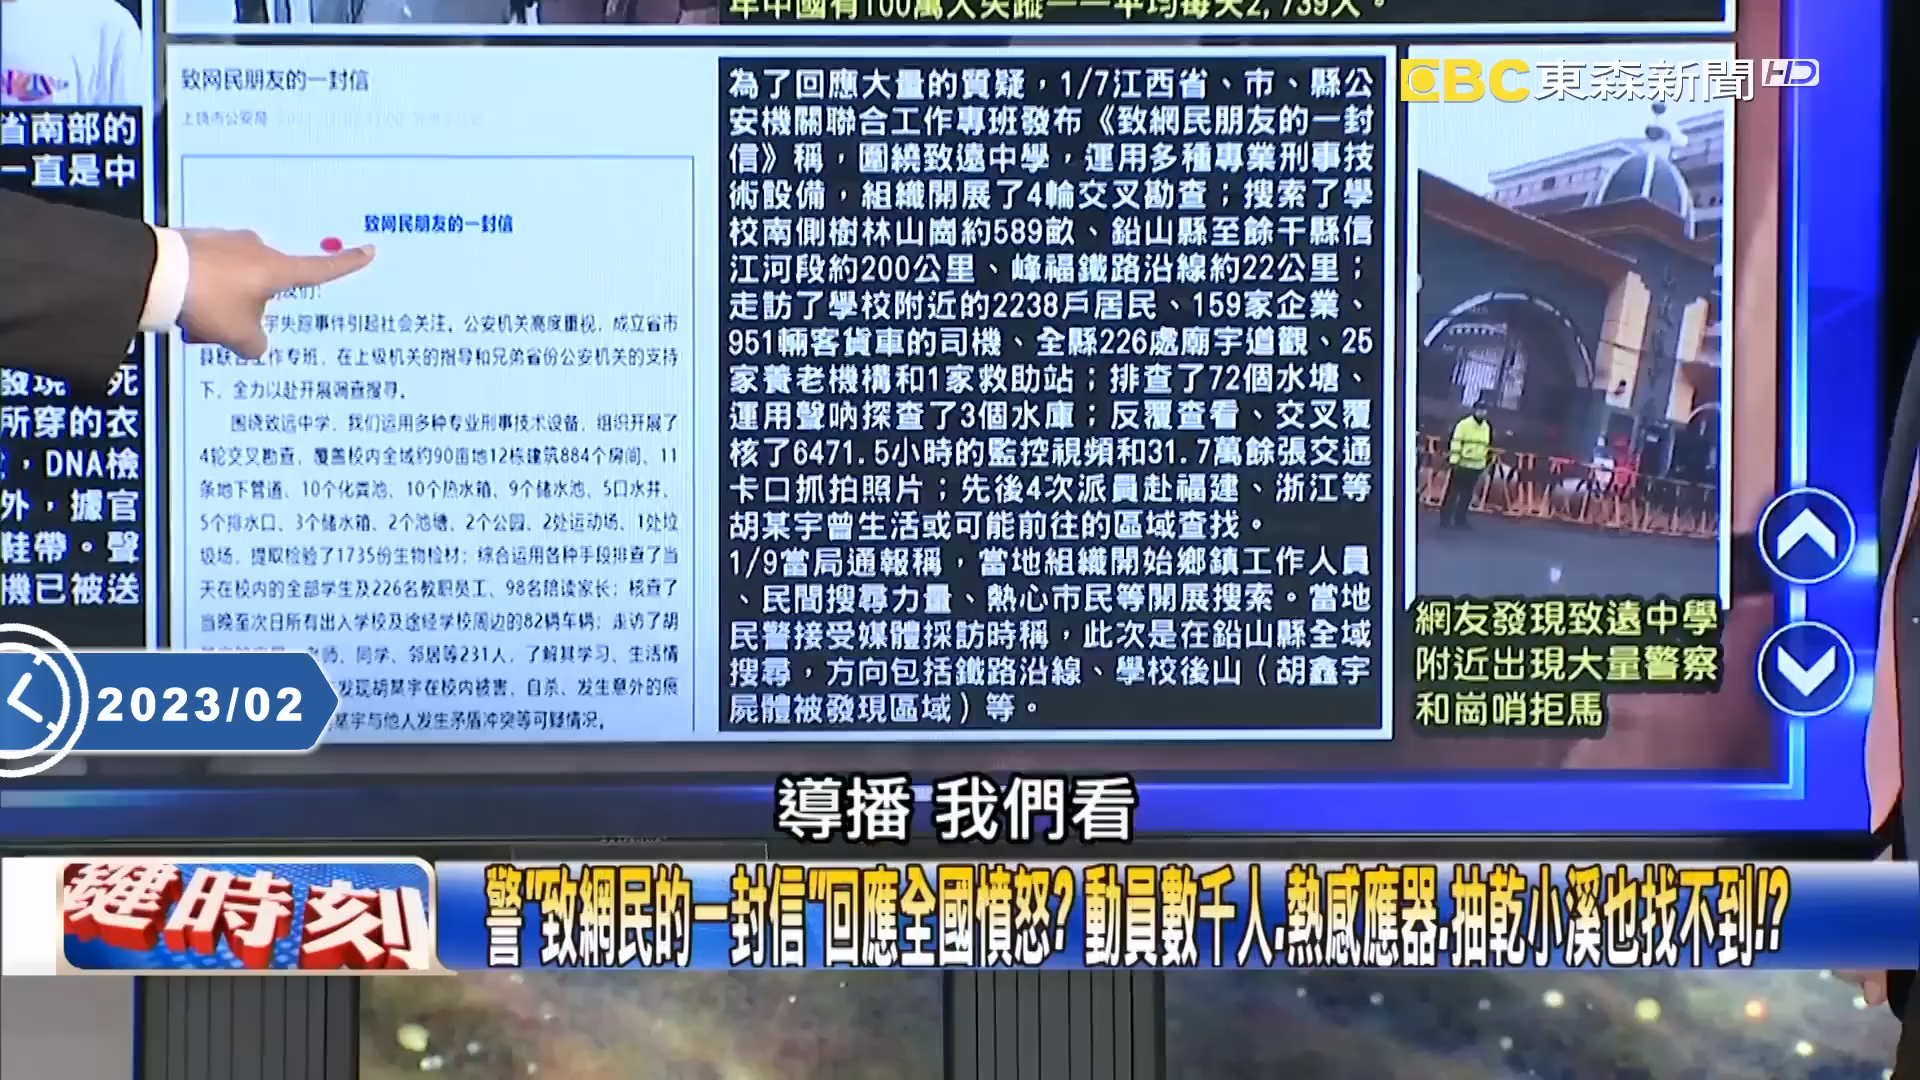 年中國有100萬人失蹤——平均每天2,739人。
EBC東森新聞HD
致网民朋友的一封信
上饶市公安局
省南部的
一直是中
致网民朋友的一封信
宇失踪事件引起社会关注。公安机关高度重视，成立省市
县联合工作专班，在上级机关的指导和兄弟省份公安机关的支持
下，全力以赴开展调查搜寻。
围绕致远中学，我们运用多种专业刑事技术设备，组织开展了
4轮交叉勘查，覆盖校内全域约90亩地12栋建筑884个房间、11
条地下管道、10个化粪池、10个热水箱、9个储水池、5口水井、
5个排水口、3个储水箱、2个池塘、2个公园、2处运动场、1处垃
圾场，提取检验了1735份生物检材；综合运用各种手段排查了当
天在校内的全部学生及226名教职员工、98名陪读家长；核查了
当晚至次日所有出入学校及途经学校周边的82辆车辆；走访了胡
师、同学、邻居等231人，了解其学习、生活情
发现胡某宇在校内被害、自杀、发生意外的痕
某宇与他人发生矛盾冲突等可疑情况。
發現 死
所穿的衣
，DNA檢
外，據官
鞋帶。聲
機已被送
為了回應大量的質疑，1/7江西省、市、縣公
安機關聯合工作專班發布《致網民朋友的一封
信》稱，圍繞致遠中學，運用多種專業刑事技
術設備，組織開展了4輪交叉勘查；搜索了學
校南側樹林山崗約589畝、鉛山縣至餘干縣信
江河段約200公里、峰福鐵路沿線約22公里；
走訪了學校附近的2238戶居民、159家企業、
951輛客貨車的司機、全縣226處廟宇道觀、25
家養老機構和1家救助站；排查了72個水塘、
運用聲吶探查了3個水庫；反覆查看、交叉覆
核了6471.5小時的監控視頻和31.7萬餘張交通
卡口抓拍照片；先後4次派員赴福建、浙江等
胡某宇曾生活或可能前往的區域查找。
1/9當局通報稱，當地組織開始鄉鎮工作人員
、民間搜尋力量、熱心市民等開展搜索。當地
民警接受媒體採訪時稱，此次是在鉛山縣全域
搜尋，方向包括鐵路沿線、學校後山（胡鑫宇
屍體被發現區域）等。
網友發現致遠中學
附近出現大量警察
和崗哨拒馬
2023/02
導播 我們看
鍵時刻
警"致網民的一封信"回應全國憤怒?動員數千人.熱感應器.抽乾小溪也找不到!?